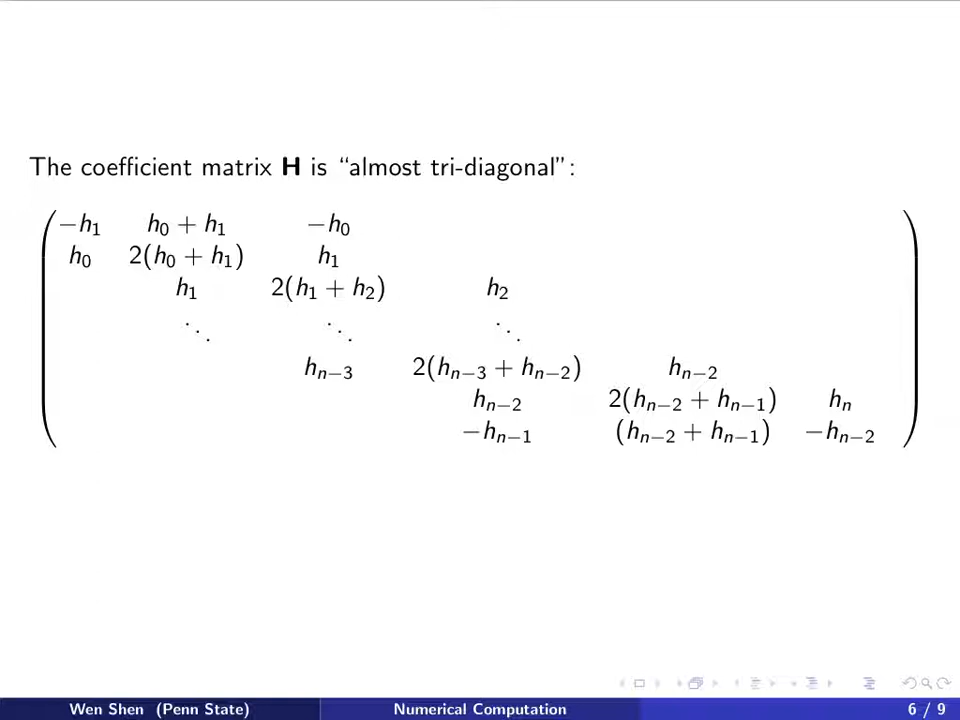 The coefficient matrix H is “almost tri-diagonal”:
−h₁ h₀ + h₁ −h₀
h₀ 2(h₀ + h₁) h₁
h₁ 2(h₁ + h₂) h₂
⋱ ⋱ ⋱
hₙ₋₃ 2(hₙ₋₃ + hₙ₋₂) hₙ₋₂
hₙ₋₂ 2(hₙ₋₂ + hₙ₋₁) hₙ
−hₙ₋₁ (hₙ₋₂ + hₙ₋₁) −hₙ₋₂
Wen Shen (Penn State) Numerical Computation 6 / 9